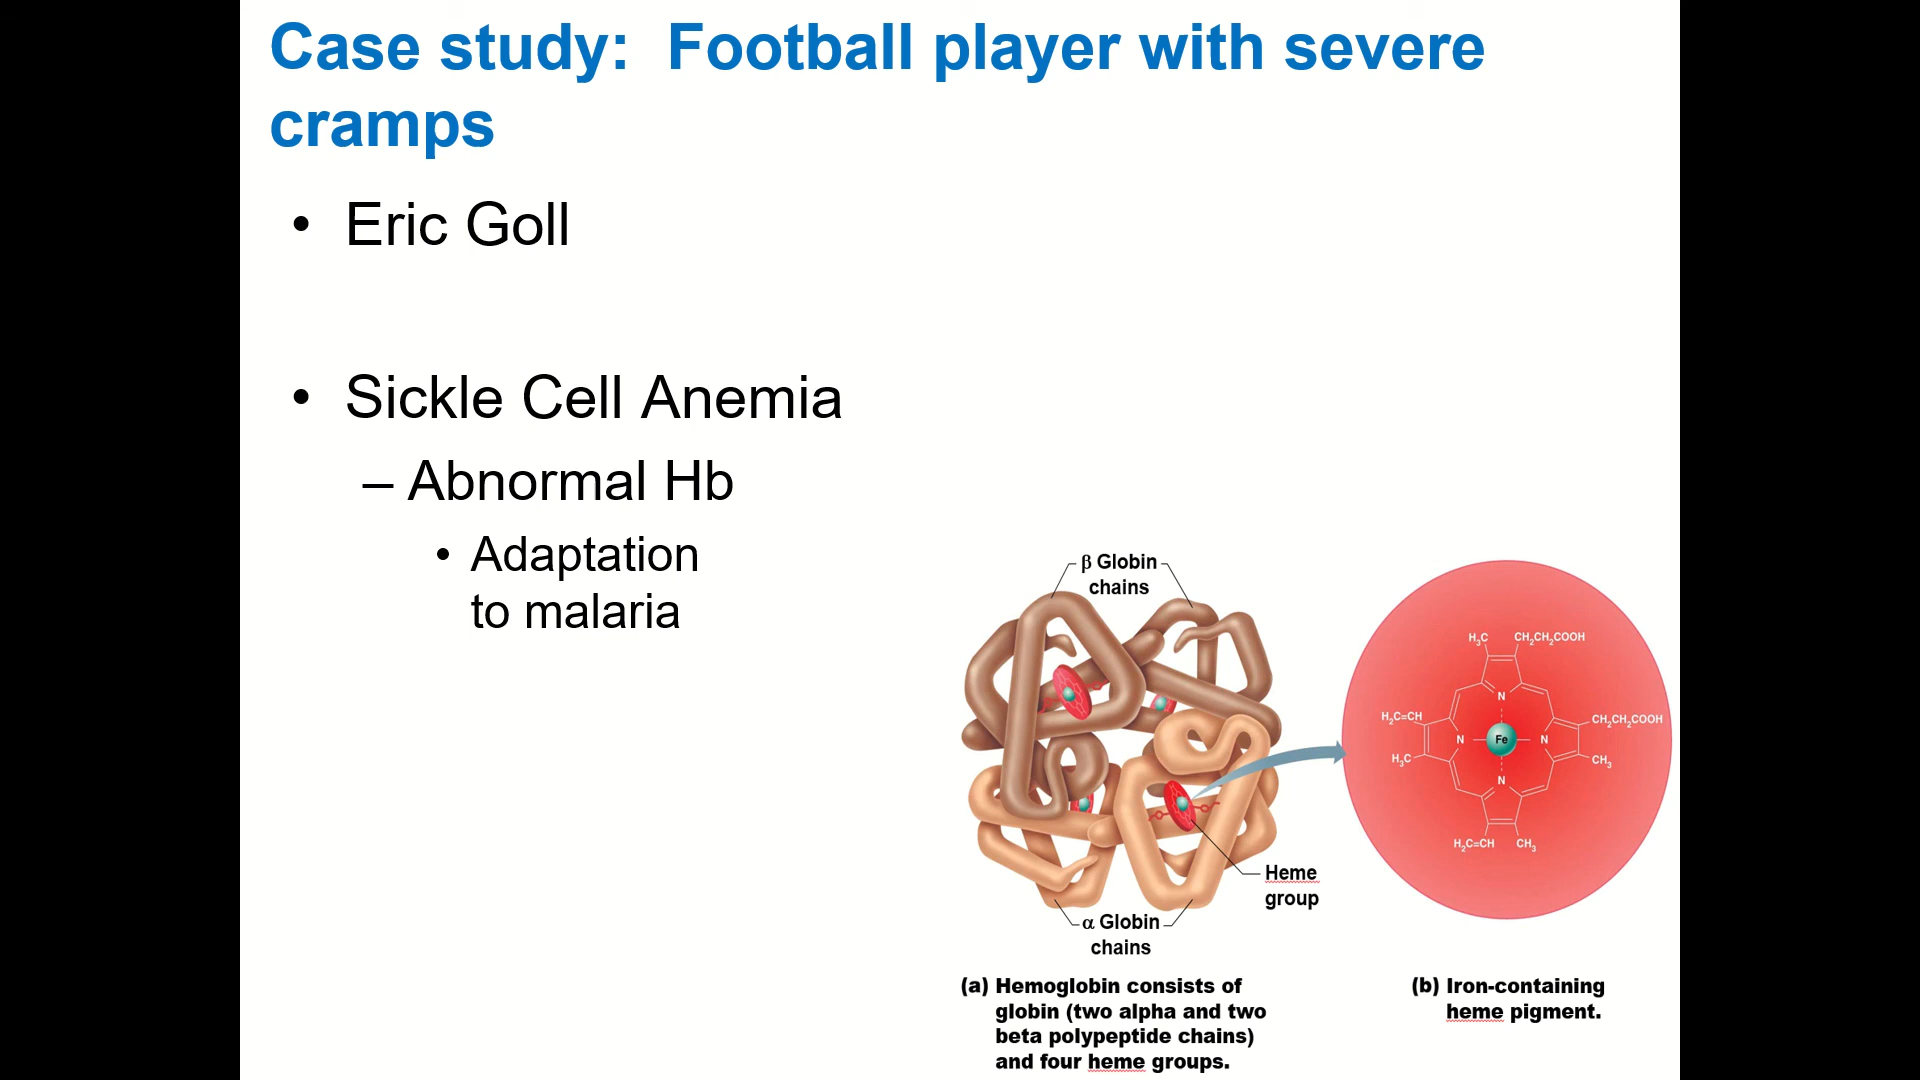 Case study:  Football player with severe
cramps
• Eric Goll
• Sickle Cell Anemia
– Abnormal Hb
• Adaptation
to malaria
β Globin
chains
Heme
group
α Globin
chains
(a) Hemoglobin consists of
globin (two alpha and two
beta polypeptide chains)
and four heme groups.
H₃C
CH₂CH₂COOH
N
H₂C=CH
CH₂CH₂COOH
N
Fe
N
H₃C
CH₃
N
H₂C=CH
CH₃
(b) Iron-containing
heme pigment.